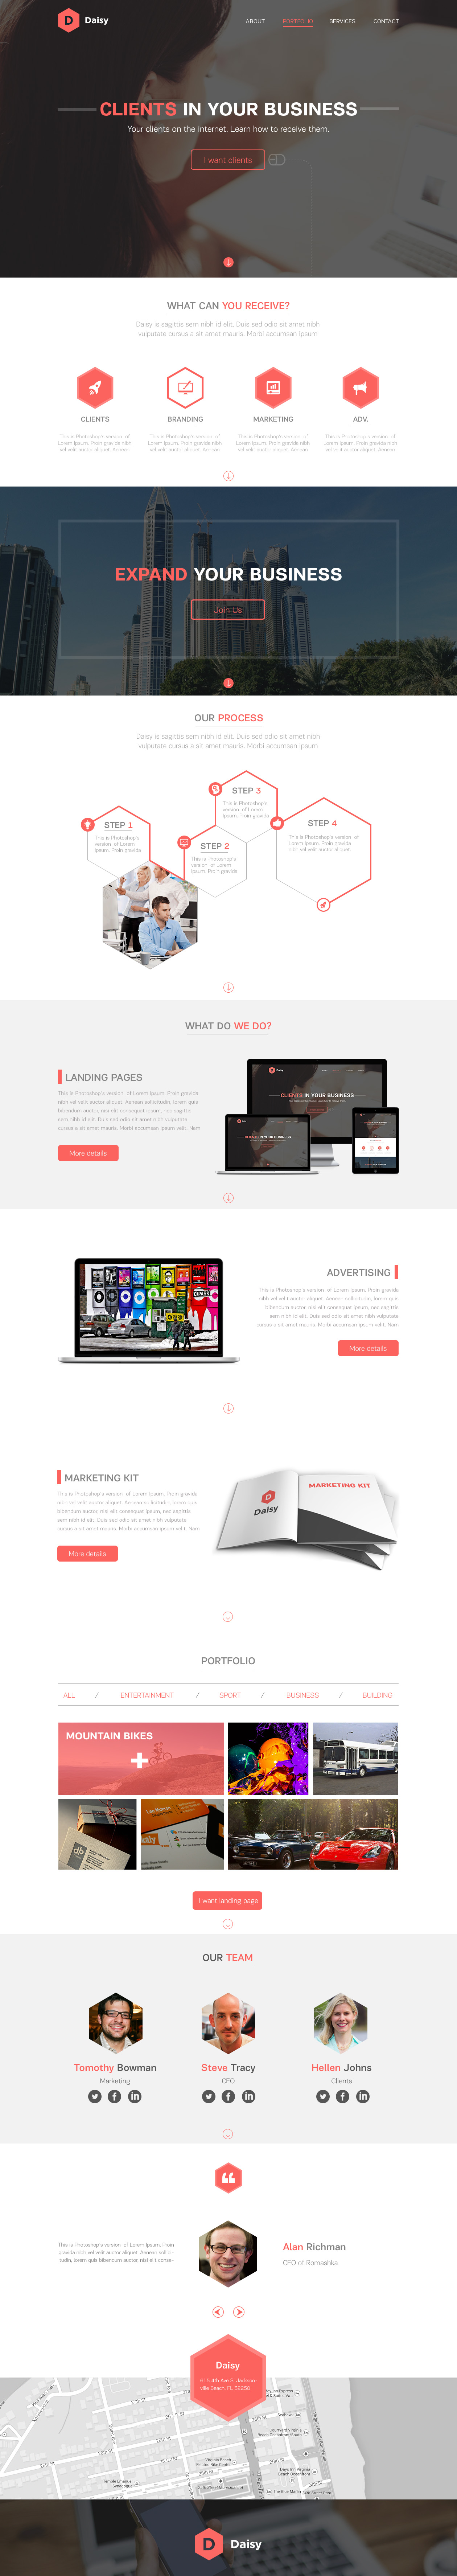 Daisy
ABOUT PORTFOLIO SERVICES CONTACT
CLIENTS IN YOUR BUSINESS
Your clients on the internet. Learn how to receive them.
I want clients
WHAT CAN YOU RECEIVE?
Daisy is sagittis sem nibh id elit. Duis sed odio sit amet nibh
vulputate cursus a sit amet mauris. Morbi accumsan ipsum
CLIENTS
This is Photoshop's version of
Lorem Ipsum. Proin gravida nibh
vel velit auctor aliquet. Aenean
BRANDING
This is Photoshop's version of
Lorem Ipsum. Proin gravida nibh
vel velit auctor aliquet. Aenean
MARKETING
This is Photoshop's version of
Lorem Ipsum. Proin gravida nibh
vel velit auctor aliquet. Aenean
ADV.
This is Photoshop's version of
Lorem Ipsum. Proin gravida nibh
vel velit auctor aliquet. Aenean
EXPAND YOUR BUSINESS
Join Us
OUR PROCESS
Daisy is sagittis sem nibh id elit. Duis sed odio sit amet nibh
vulputate cursus a sit amet mauris. Morbi accumsan ipsum
STEP 1
This is Photoshop's
version of Lorem
Ipsum. Proin gravida
STEP 2
This is Photoshop's
version of Lorem
Ipsum. Proin gravida
STEP 3
This is Photoshop's
version of Lorem
Ipsum. Proin gravida
STEP 4
This is Photoshop's version of
Lorem Ipsum. Proin gravida
nibh vel velit auctor aliquet.
WHAT DO WE DO?
LANDING PAGES
This is Photoshop's version of Lorem Ipsum. Proin gravida
nibh vel velit auctor aliquet. Aenean sollicitudin, lorem quis
bibendum auctor, nisi elit consequat ipsum, nec sagittis
sem nibh id elit. Duis sed odio sit amet nibh vulputate
cursus a sit amet mauris. Morbi accumsan ipsum velit. Nam
More details
CLIENTS IN YOUR BUSINESS
CLIENTS IN YOUR BUSINESS
ADVERTISING
This is Photoshop's version of Lorem Ipsum. Proin gravida
nibh vel velit auctor aliquet. Aenean sollicitudin, lorem quis
bibendum auctor, nisi elit consequat ipsum, nec sagittis
sem nibh id elit. Duis sed odio sit amet nibh vulputate
cursus a sit amet mauris. Morbi accumsan ipsum velit. Nam
More details
MARKETING KIT
This is Photoshop's version of Lorem Ipsum. Proin gravida
nibh vel velit auctor aliquet. Aenean sollicitudin, lorem quis
bibendum auctor, nisi elit consequat ipsum, nec sagittis
sem nibh id elit. Duis sed odio sit amet nibh vulputate
cursus a sit amet mauris. Morbi accumsan ipsum velit. Nam
More details
Daisy
MARKETING KIT
PORTFOLIO
ALL / ENTERTAINMENT / SPORT / BUSINESS / BUILDING
MOUNTAIN BIKES
db
I want landing page
OUR TEAM
Tomothy Bowman
Marketing
Steve Tracy
CEO
Hellen Johns
Clients
This is Photoshop's version of Lorem Ipsum. Proin
gravida nibh vel velit auctor aliquet. Aenean sollici-
tudin, lorem quis bibendum auctor, nisi elit conse-
Alan Richman
CEO of Romashka
Daisy
615 4th Ave S, Jackson-
ville Beach, FL 32250
Daisy